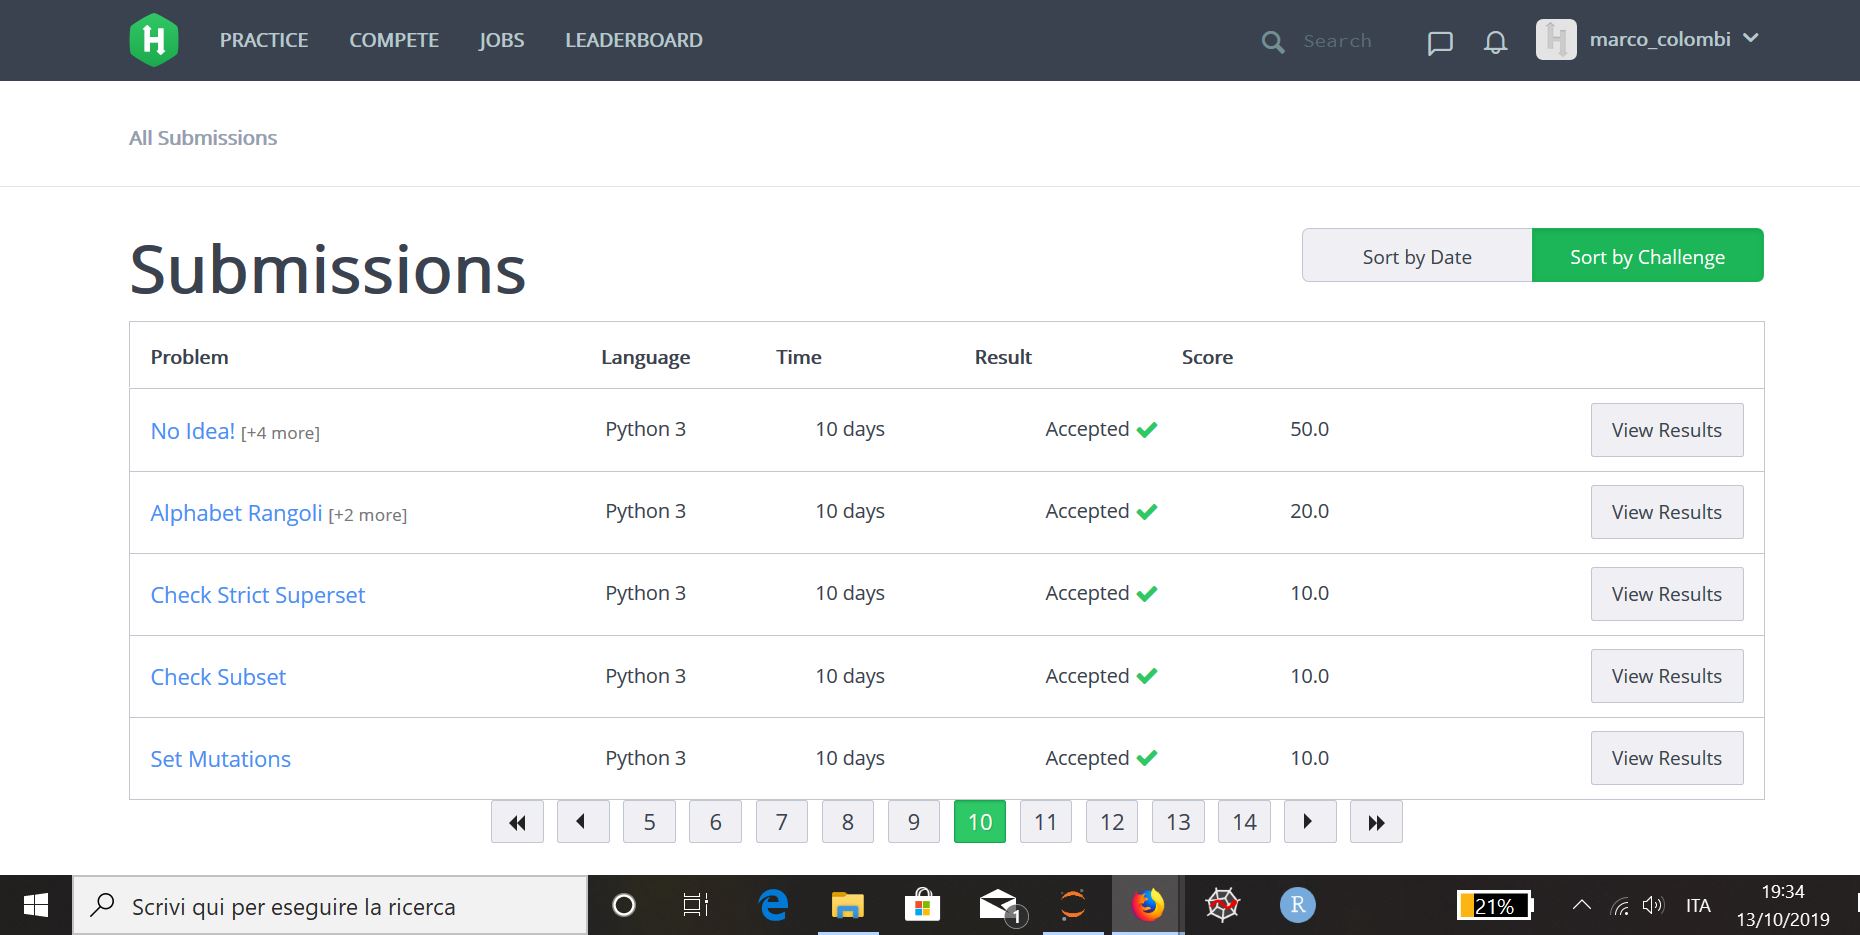 H PRACTICE COMPETE JOBS LEADERBOARD Search H marco_colombi
All Submissions
Submissions
Sort by Date Sort by Challenge
Problem Language Time Result Score
No Idea! [+4 more] Python 3 10 days Accepted 50.0 View Results
Alphabet Rangoli [+2 more] Python 3 10 days Accepted 20.0 View Results
Check Strict Superset Python 3 10 days Accepted 10.0 View Results
Check Subset Python 3 10 days Accepted 10.0 View Results
Set Mutations Python 3 10 days Accepted 10.0 View Results
5 6 7 8 9 10 11 12 13 14
Scrivi qui per eseguire la ricerca 1 R 21% ITA 19:34
13/10/2019